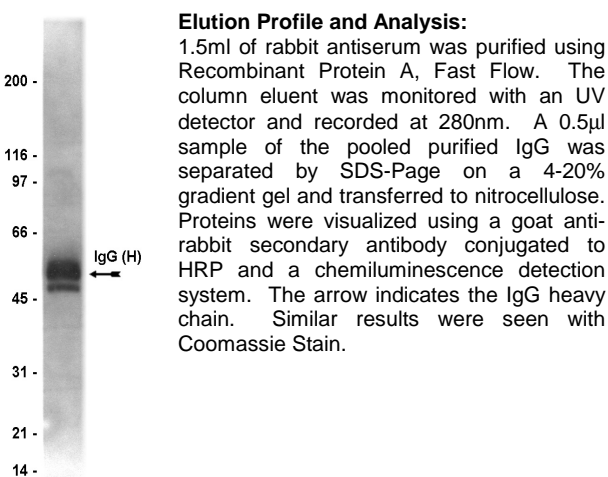 200 -
116 -
97 -
66 -
IgG (H)
45 -
31 -
21 -
14 -
Elution Profile and Analysis:
1.5ml of rabbit antiserum was purified using
Recombinant Protein A, Fast Flow. The
column eluent was monitored with an UV
detector and recorded at 280nm. A 0.5µl
sample of the pooled purified IgG was
separated by SDS-Page on a 4-20%
gradient gel and transferred to nitrocellulose.
Proteins were visualized using a goat anti-
rabbit secondary antibody conjugated to
HRP and a chemiluminescence detection
system. The arrow indicates the IgG heavy
chain. Similar results were seen with
Coomassie Stain.